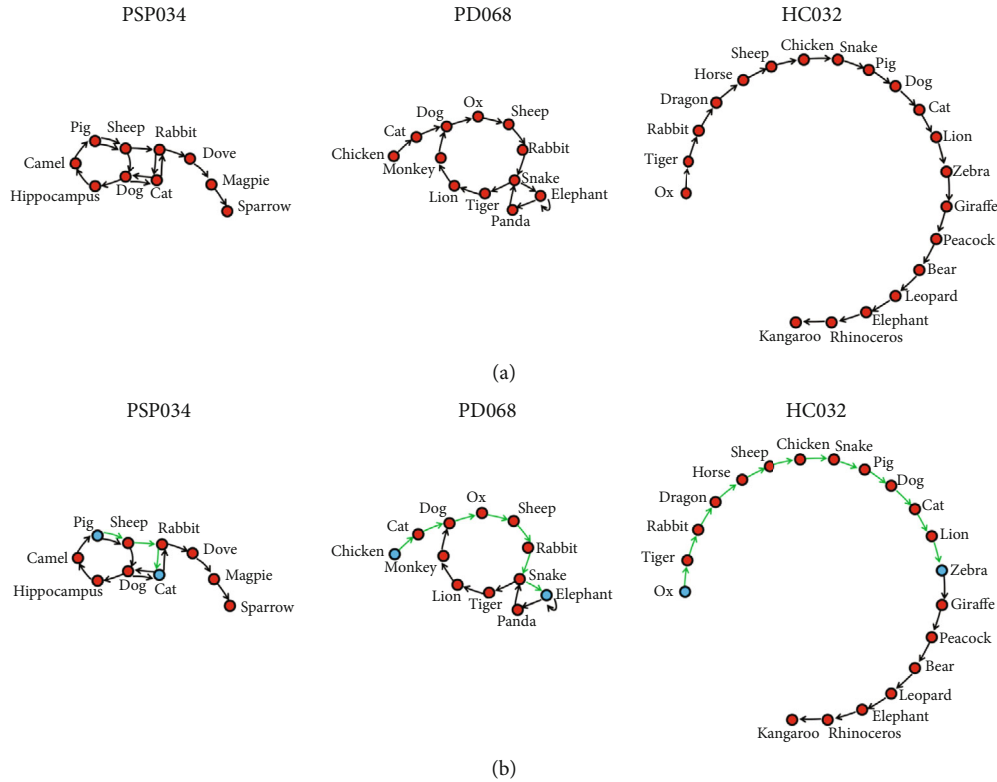 PSP034
Pig
Sheep
Rabbit
Camel
Dove
Hippocampus
Dog
Cat
Magpie
Sparrow
PD068
Ox
Dog
Sheep
Cat
Chicken
Rabbit
Monkey
Snake
Lion
Tiger
Elephant
Panda
HC032
Chicken
Snake
Sheep
Pig
Horse
Dog
Dragon
Cat
Rabbit
Lion
Tiger
Zebra
Ox
Giraffe
Peacock
Bear
Leopard
Elephant
Kangaroo
Rhinoceros
(a)
PSP034
Pig
Sheep
Rabbit
Camel
Dove
Hippocampus
Dog
Cat
Magpie
Sparrow
PD068
Ox
Dog
Sheep
Cat
Chicken
Rabbit
Monkey
Snake
Lion
Tiger
Elephant
Panda
HC032
Chicken
Snake
Sheep
Pig
Horse
Dog
Dragon
Cat
Rabbit
Lion
Tiger
Zebra
Ox
Giraffe
Peacock
Bear
Leopard
Elephant
Kangaroo
Rhinoceros
(b)